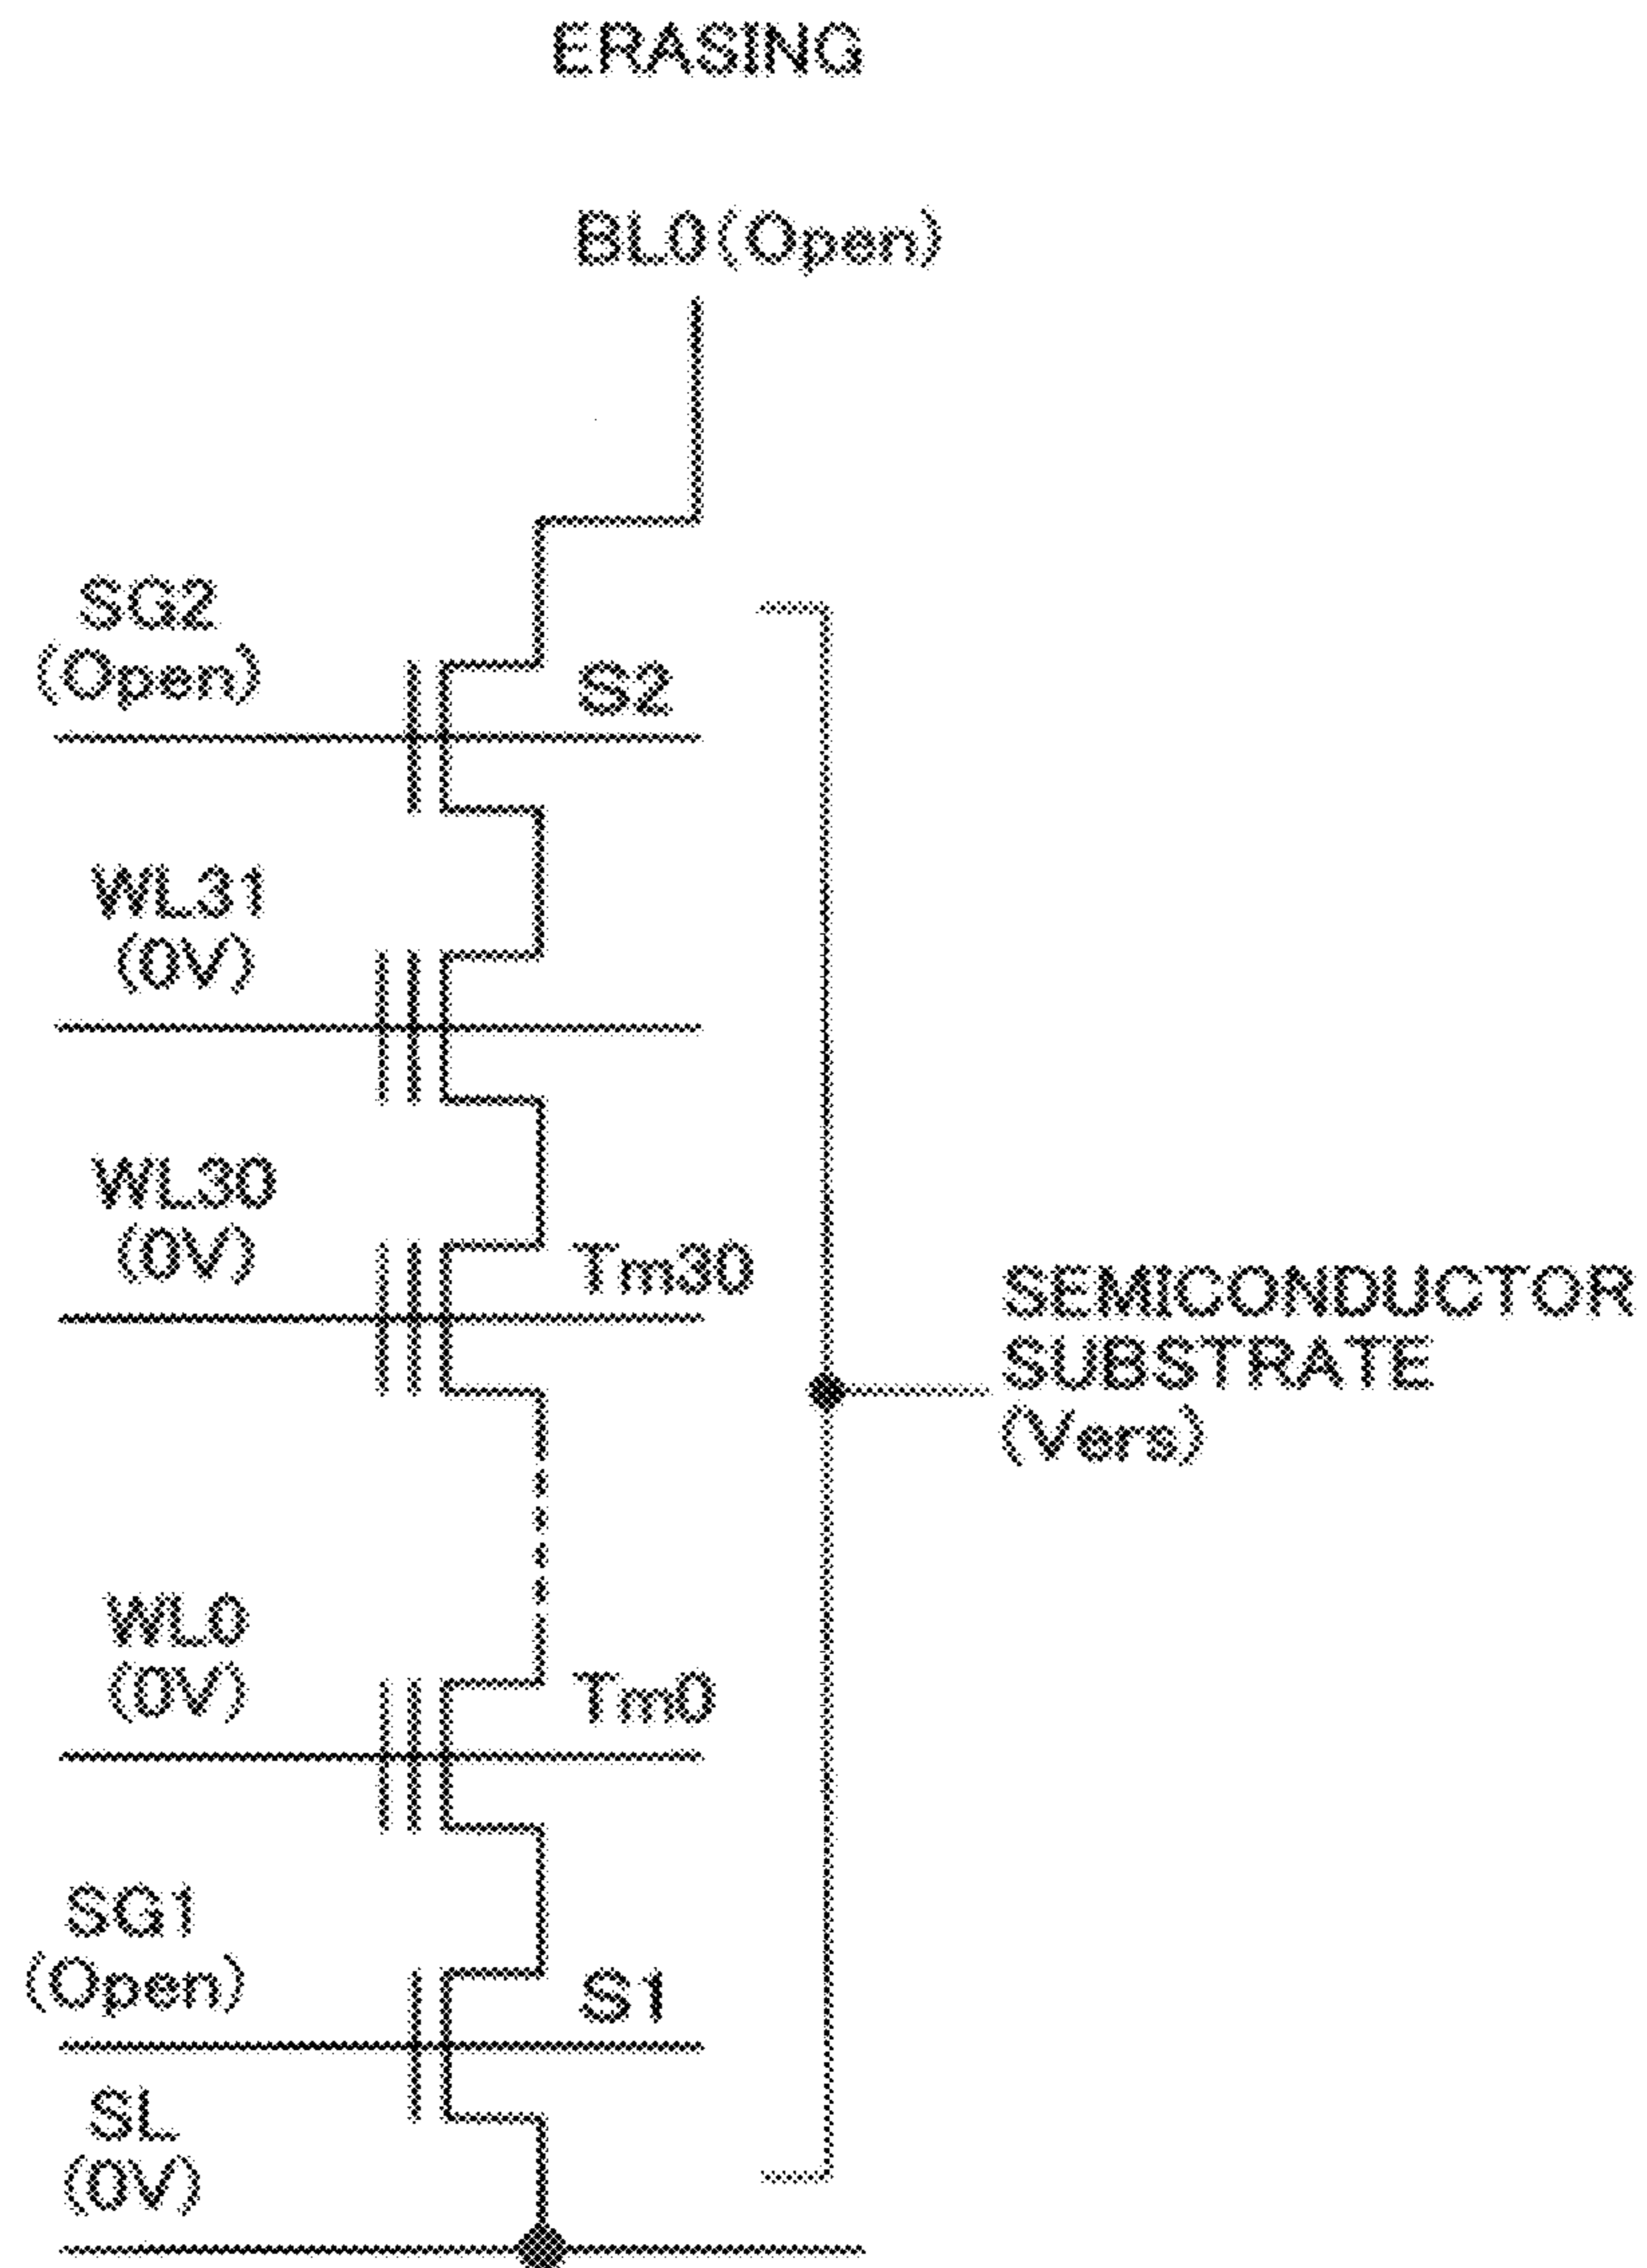 ERASING
BL0(Open)
SG2
(Open)
S2
WL31
(0V)
WL30
(0V)
Tm30
SEMICONDUCTOR
SUBSTRATE
(Vers)
WL0
(0V)
Tm0
SG1
(Open)
S1
SL
(0V)